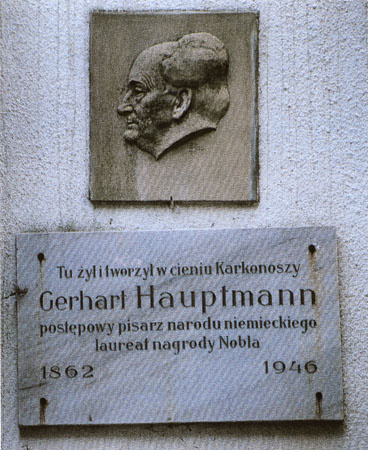 Tu żył i tworzył w cieniu Karkonoszy
Gerhart Hauptmann
postępowy pisarz narodu niemieckiego
laureat nagrody Nobla
1862 1946